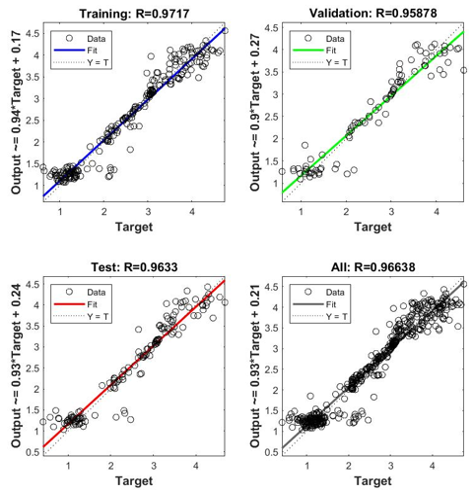 Training: R=0.9717
Output ~= 0.94*Target + 0.17
4.5
4
3.5
3
2.5
2
1.5
1
Data
Fit
Y = T
1
2
3
4
Target
Validation: R=0.95878
Output ~= 0.9*Target + 0.27
4.5
4
3.5
3
2.5
2
1.5
1
Data
Fit
Y = T
1
2
3
4
Target
Test: R=0.9633
Output ~= 0.93*Target + 0.24
4.5
4
3.5
3
2.5
2
1.5
1
0.5
Data
Fit
Y = T
1
2
3
4
Target
All: R=0.96638
Output ~= 0.93*Target + 0.21
4.5
4
3.5
3
2.5
2
1.5
1
0.5
Data
Fit
Y = T
1
2
3
4
Target